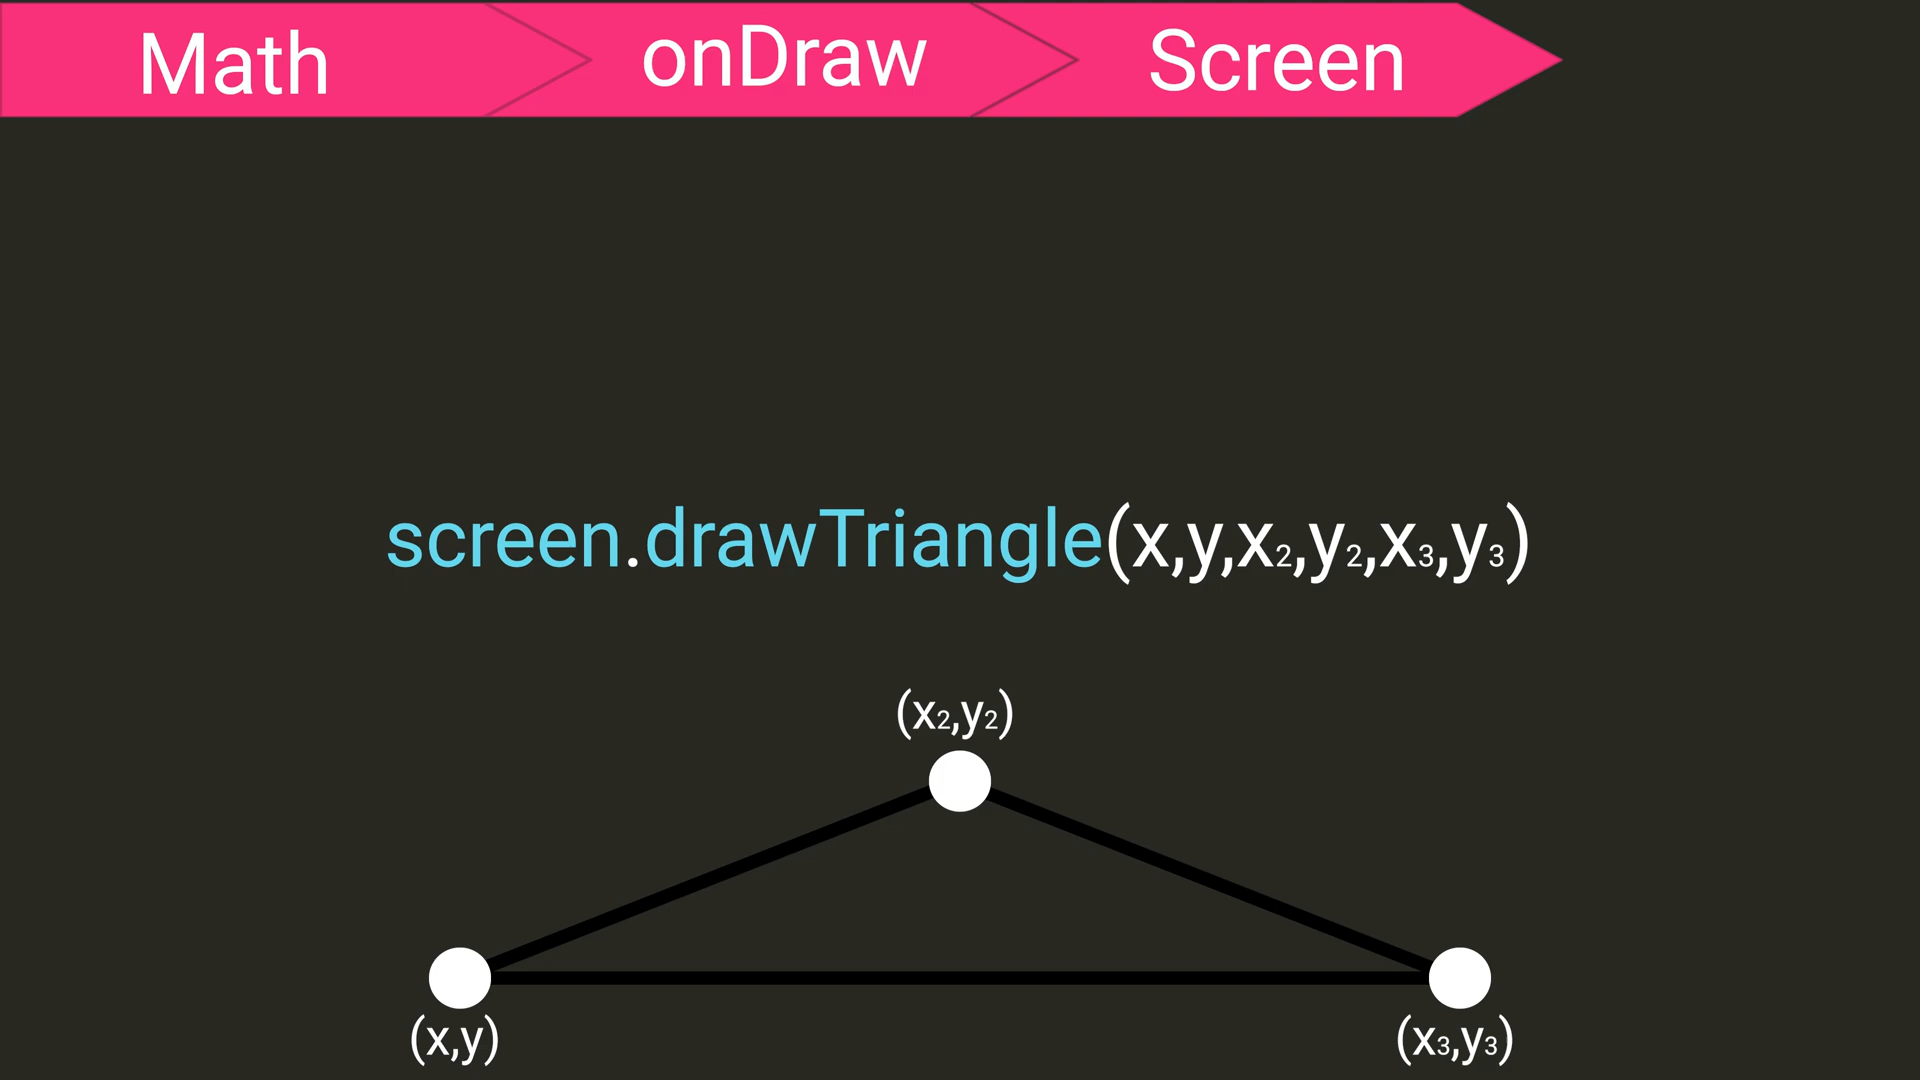 Math onDraw Screen
screen.drawTriangle(x,y,x₂,y₂,x₃,y₃)
(x₂,y₂)
(x,y) (x₃,y₃)